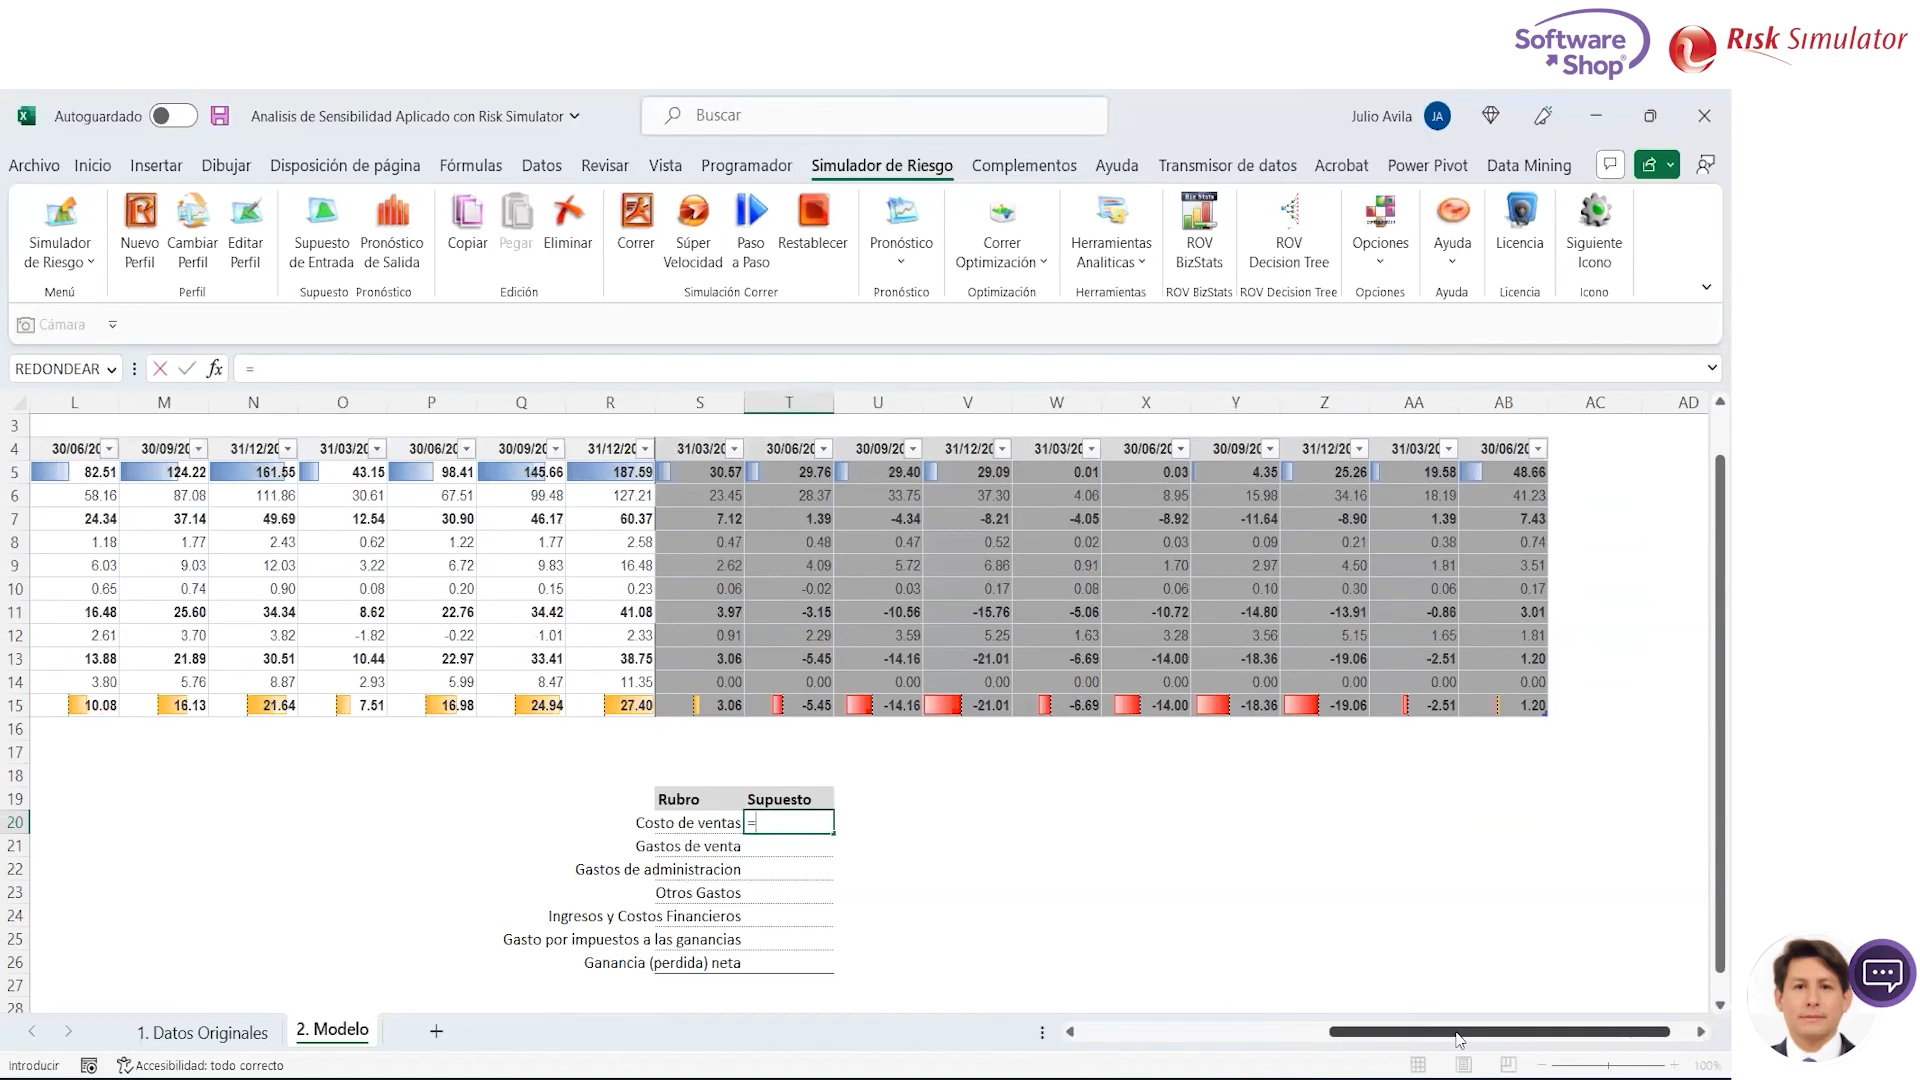 Software Shop
Risk Simulator
Autoguardado
Analisis de Sensibilidad Aplicado con Risk Simulator
Buscar
Julio Avila
JA
Archivo Inicio Insertar Dibujar Disposición de página Fórmulas Datos Revisar Vista Programador Simulador de Riesgo Complementos Ayuda Transmisor de datos Acrobat Power Pivot Data Mining
Simulador de Riesgo
Nuevo Perfil
Cambiar Perfil
Editar Perfil
Supuesto de Entrada
Pronóstico de Salida
Copiar
Pegar
Eliminar
Correr
Súper Velocidad
Paso a Paso
Restablecer
Pronóstico
Correr Optimización
Herramientas Analiticas
ROV BizStats
ROV Decision Tree
Opciones
Ayuda
Licencia
Siguiente Icono
Menú Perfil Supuesto Pronóstico Edición Simulación Correr Pronóstico Optimización Herramientas ROV BizStats ROV Decision Tree Opciones Ayuda Licencia Icono
Cámara
REDONDEAR fx =
L M N O P Q R S T U V W X Y Z AA AB AC AD
3
4 30/06/20 30/09/20 31/12/20 31/03/20 30/06/20 30/09/20 31/12/20 31/03/20 30/06/20 30/09/20 31/12/20 31/03/20 30/06/20 30/09/20 31/12/20 31/03/20 30/06/20
5 82.51 124.22 161.55 43.15 98.41 145.66 187.59 30.57 29.76 29.40 29.09 0.01 0.03 4.35 25.26 19.58 48.66
6 58.16 87.08 111.86 30.61 67.51 99.48 127.21 23.45 28.37 33.75 37.30 4.06 8.95 15.98 34.16 18.19 41.23
7 24.34 37.14 49.69 12.54 30.90 46.17 60.37 7.12 1.39 -4.34 -8.21 -4.05 -8.92 -11.64 -8.90 1.39 7.43
8 1.18 1.77 2.43 0.62 1.22 1.77 2.58 0.47 0.48 0.47 0.52 0.02 0.03 0.09 0.21 0.38 0.74
9 6.03 9.03 12.03 3.22 6.72 9.83 16.48 2.62 4.09 5.72 6.86 0.91 1.70 2.97 4.50 1.81 3.51
10 0.65 0.74 0.90 0.08 0.20 0.15 0.23 0.06 -0.02 0.03 0.17 0.08 0.06 0.10 0.30 0.06 0.17
11 16.48 25.60 34.34 8.62 22.76 34.42 41.08 3.97 -3.15 -10.56 -15.76 -5.06 -10.72 -14.80 -13.91 -0.86 3.01
12 2.61 3.70 3.82 -1.82 -0.22 -1.01 2.33 0.91 2.29 3.59 5.25 1.63 3.28 3.56 5.15 1.65 1.81
13 13.88 21.89 30.51 10.44 22.97 33.41 38.75 3.06 -5.45 -14.16 -21.01 -6.69 -14.00 -18.36 -19.06 -2.51 1.20
14 3.80 5.76 8.87 2.93 5.99 8.47 11.35 0.00 0.00 0.00 0.00 0.00 0.00 0.00 0.00 0.00 0.00
15 10.08 16.13 21.64 7.51 16.98 24.94 27.40 3.06 -5.45 -14.16 -21.01 -6.69 -14.00 -18.36 -19.06 -2.51 1.20
16
17
18
19 Rubro Supuesto
20 Costo de ventas =
21 Gastos de venta
22 Gastos de administracion
23 Otros Gastos
24 Ingresos y Costos Financieros
25 Gasto por impuestos a las ganancias
26 Ganancia (perdida) neta
27
28
1. Datos Originales 2. Modelo
Introducir Accesibilidad: todo correcto 100%